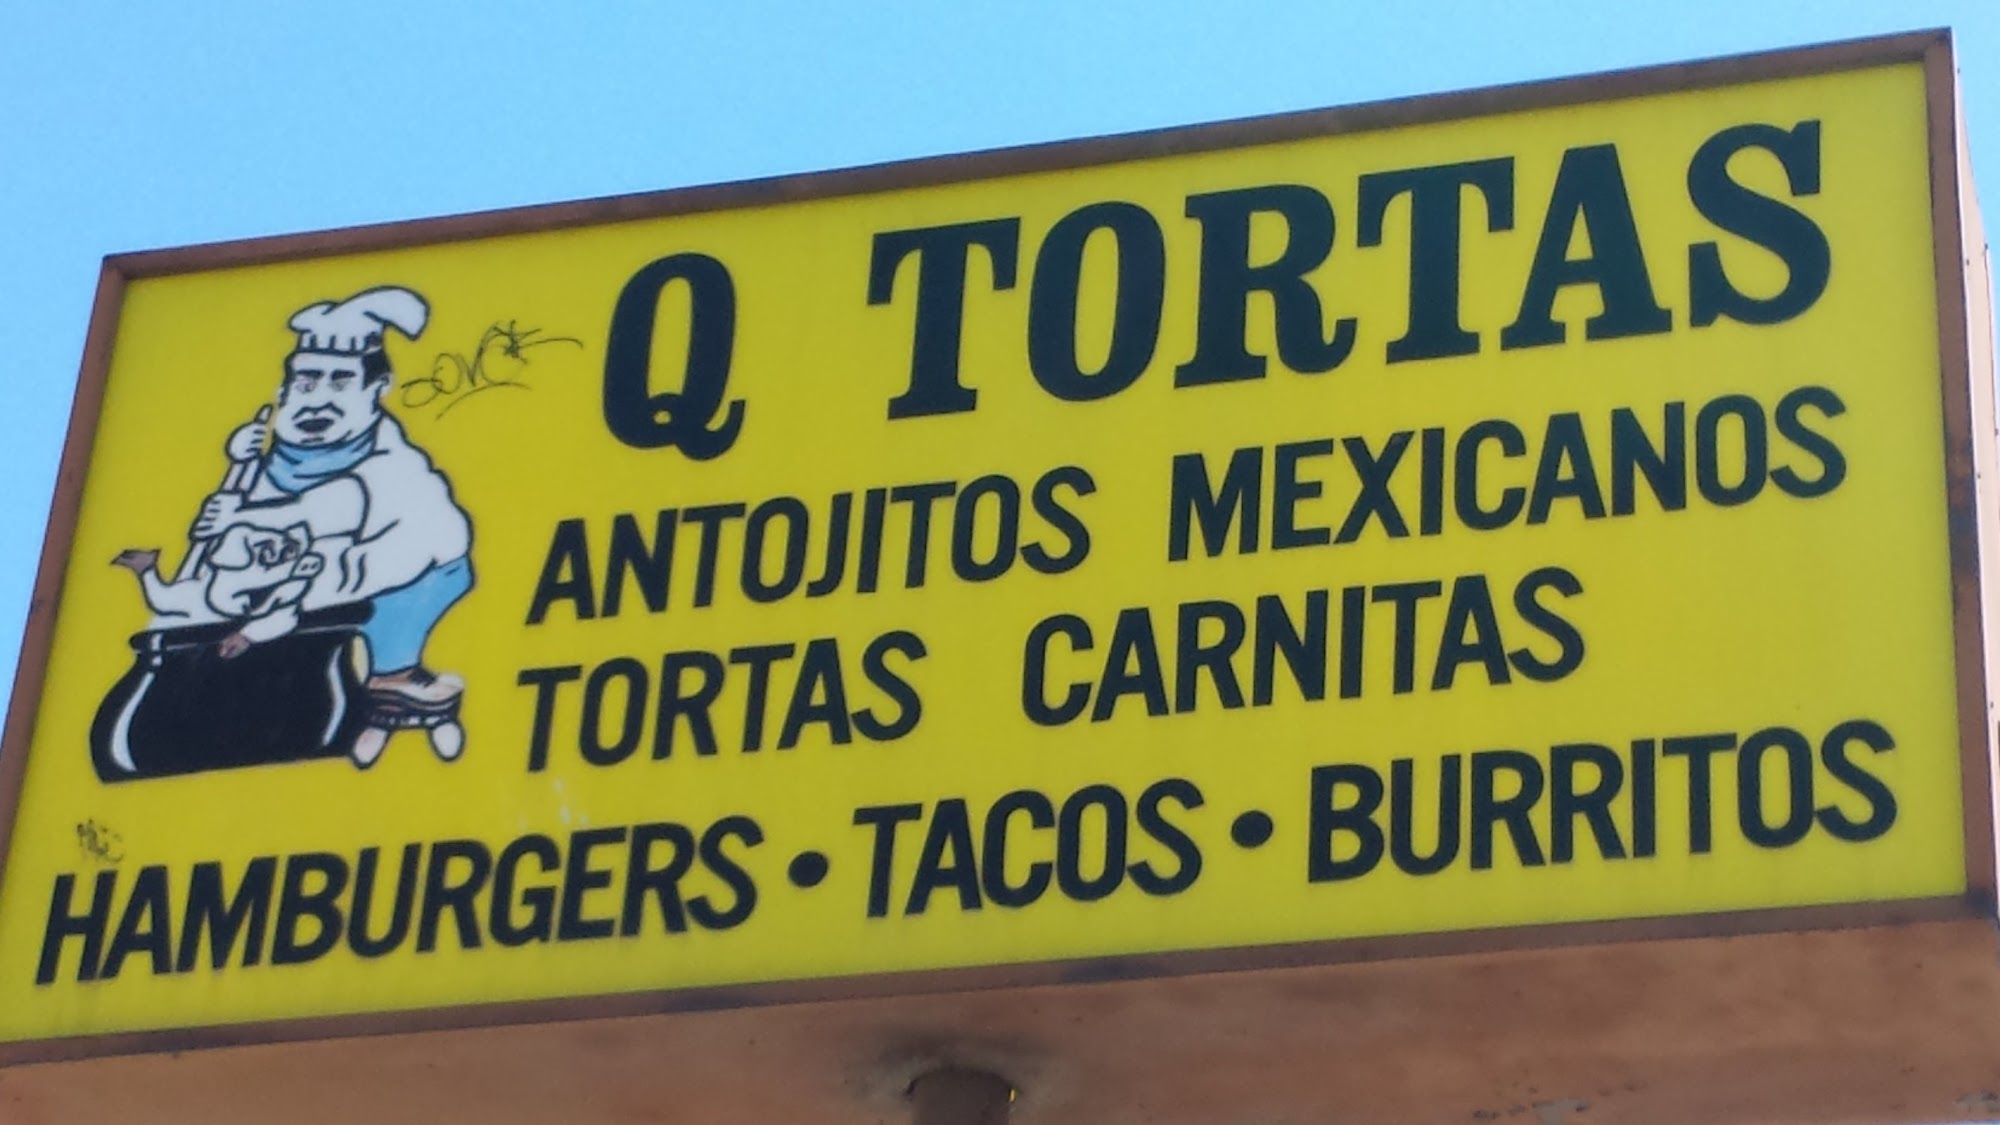 Q TORTAS
ANTOJITOS MEXICANOS
TORTAS CARNITAS
HAMBURGERS • TACOS • BURRITOS